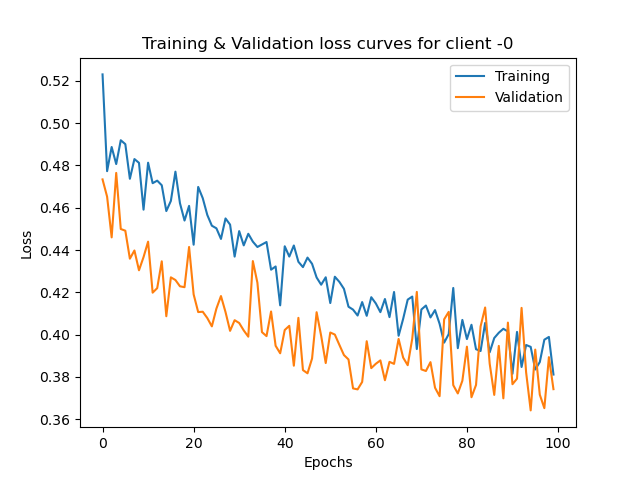 Training & Validation loss curves for client -0
Training
Validation
Loss
0.52
0.50
0.48
0.46
0.44
0.42
0.40
0.38
0.36
0 20 40 60 80 100
Epochs